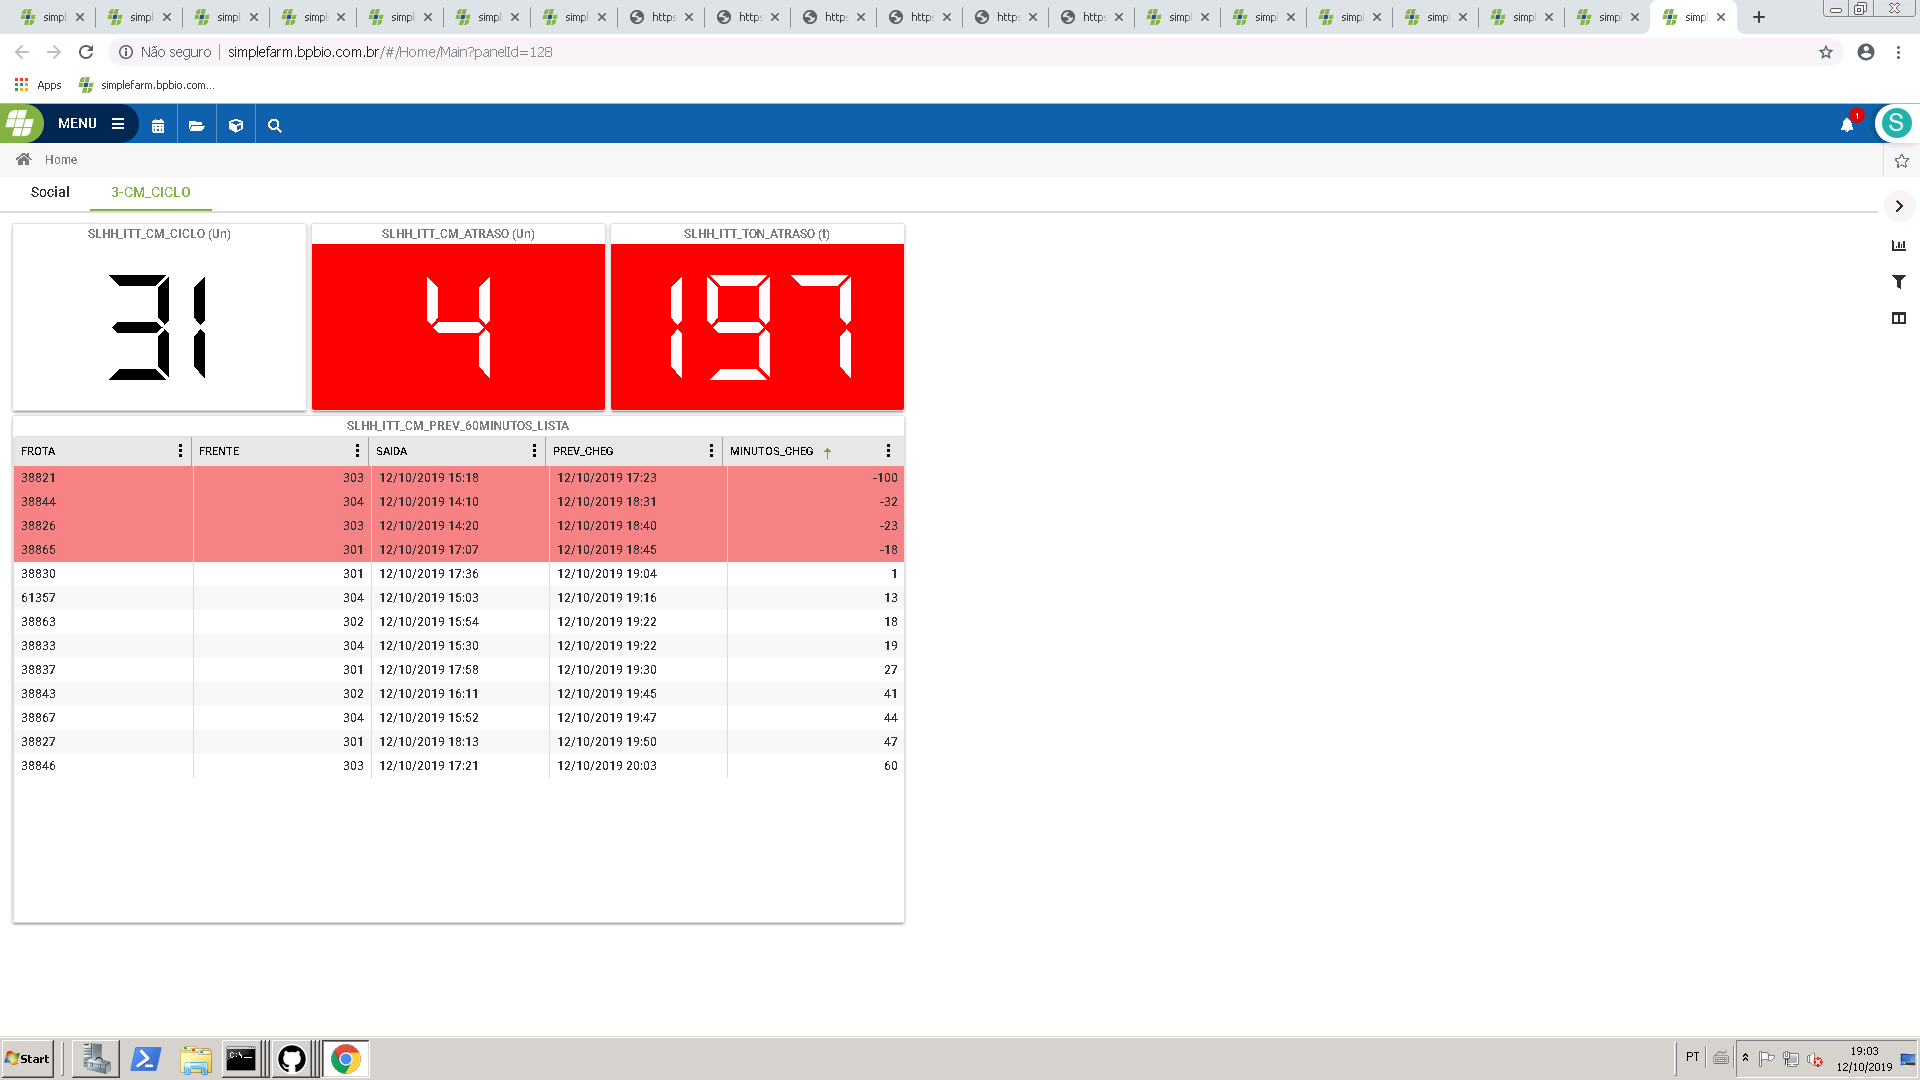 simpl simpl simpl simpl simpl simpl simpl https https https https https https simpl simpl simpl simpl simpl simpl simpl
Não seguro simplefarm.bpbio.com.br/#/Home/Main?panelId=128
Apps simplefarm.bpbio.com...
MENU 1 S
Home
Social 3-CM_CICLO
SLHH_ITT_CM_CICLO (Un) SLHH_ITT_CM_ATRASO (Un) SLHH_ITT_TON_ATRASO (t)
31 4 197
SLHH_ITT_CM_PREV_60MINUTOS_LISTA
FROTA FRENTE SAIDA PREV_CHEG MINUTOS_CHEG
38821 303 12/10/2019 15:18 12/10/2019 17:23 -100
38844 304 12/10/2019 14:10 12/10/2019 18:31 -32
38826 303 12/10/2019 14:20 12/10/2019 18:40 -23
38865 301 12/10/2019 17:07 12/10/2019 18:45 -18
38830 301 12/10/2019 17:36 12/10/2019 19:04 1
61357 304 12/10/2019 15:03 12/10/2019 19:16 13
38863 302 12/10/2019 15:54 12/10/2019 19:22 18
38833 304 12/10/2019 15:30 12/10/2019 19:22 19
38837 301 12/10/2019 17:58 12/10/2019 19:30 27
38843 302 12/10/2019 16:11 12/10/2019 19:45 41
38867 304 12/10/2019 15:52 12/10/2019 19:47 44
38827 301 12/10/2019 18:13 12/10/2019 19:50 47
38846 303 12/10/2019 17:21 12/10/2019 20:03 60
Start PT 19:03
12/10/2019